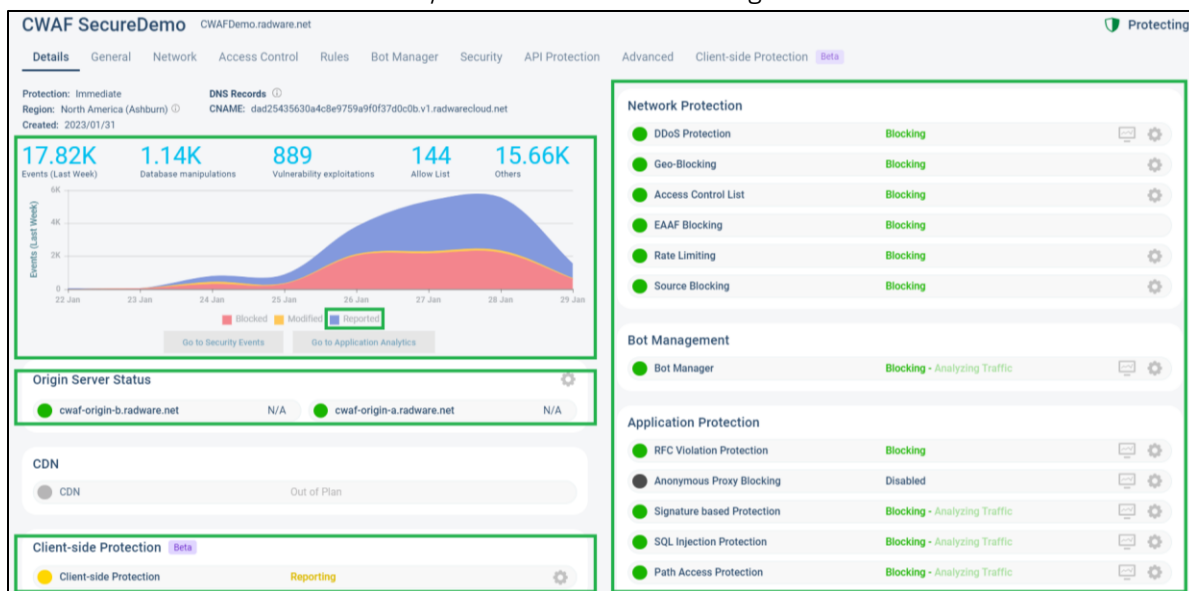 CWAF SecureDemo CWAFDemo.radware.net Protecting
Details General Network Access Control Rules Bot Manager Security API Protection Advanced Client-side Protection Beta
Protection: Immediate DNS Records
Region: North America (Ashburn) CNAME: dad25435630a4c8e9759a9f0f37d0c0b.v1.radwarecloud.net
Created: 2023/01/31
17.82K 1.14K 889 144 15.66K
Events (Last Week) Database manipulations Vulnerability exploitations Allow List Others
Events (Last Week)
6K
4K
2K
0
22 Jan 23 Jan 24 Jan 25 Jan 26 Jan 27 Jan 28 Jan 29 Jan
Blocked Modified Reported
Go to Security Events Go to Application Analytics
Origin Server Status
cwaf-origin-b.radware.net N/A cwaf-origin-a.radware.net N/A
CDN
CDN Out of Plan
Client-side Protection Beta
Client-side Protection Reporting
Network Protection
DDoS Protection Blocking
Geo-Blocking Blocking
Access Control List Blocking
EAAF Blocking Blocking
Rate Limiting Blocking
Source Blocking Blocking
Bot Management
Bot Manager Blocking - Analyzing Traffic
Application Protection
RFC Violation Protection Blocking
Anonymous Proxy Blocking Disabled
Signature based Protection Blocking - Analyzing Traffic
SQL Injection Protection Blocking - Analyzing Traffic
Path Access Protection Blocking - Analyzing Traffic